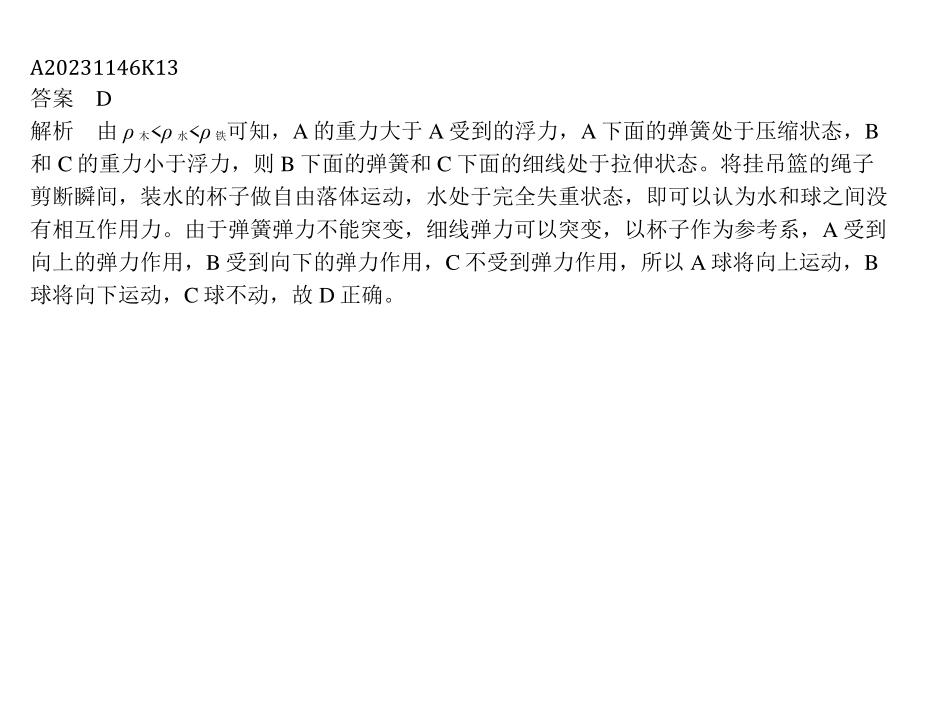 A20231146K13
答案　D
解析　由 ρ木<ρ水<ρ铁可知，A 的重力大于 A 受到的浮力，A 下面的弹簧处于压缩状态，B
和 C 的重力小于浮力，则 B 下面的弹簧和 C 下面的细线处于拉伸状态。将挂吊篮的绳子
剪断瞬间，装水的杯子做自由落体运动，水处于完全失重状态，即可以认为水和球之间没
有相互作用力。由于弹簧弹力不能突变，细线弹力可以突变，以杯子作为参考系，A 受到
向上的弹力作用，B 受到向下的弹力作用，C 不受到弹力作用，所以 A 球将向上运动，B
球将向下运动，C 球不动，故 D 正确。